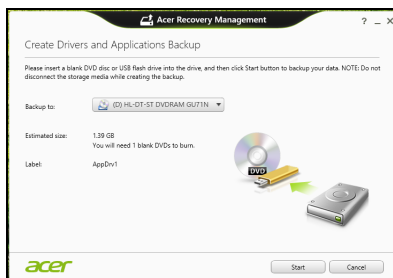 Acer Recovery Management
? _ X
Create Drivers and Applications Backup
Please insert a blank DVD disc or USB flash drive into the drive, and then click Start button to backup your data. NOTE: Do not
disconnect the storage media while creating the backup.
Backup to: (D) HL-DT-ST DVDRAM GU71N
Estimated size: 1.39 GB
You will need 1 blank DVDs to burn.
Label: AppDrv1
DVD
acer
Start Cancel